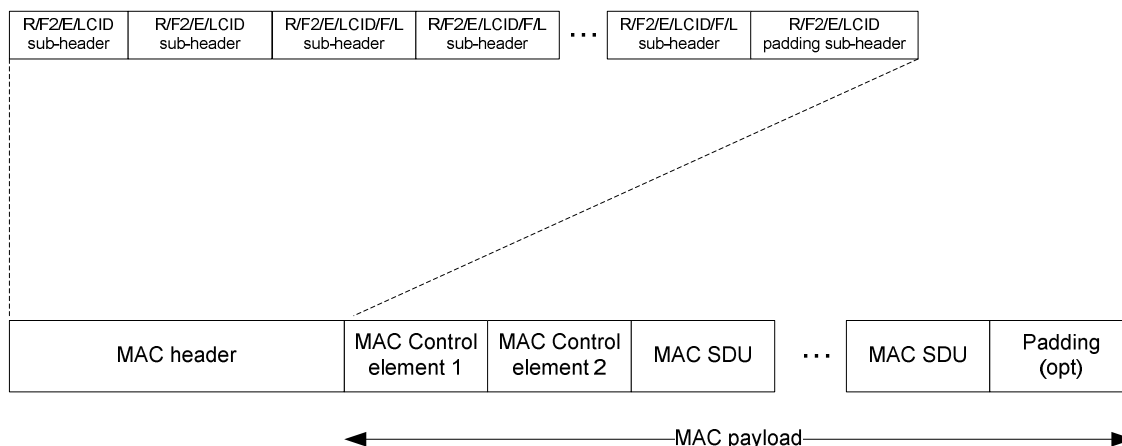 R/F2/E/LCID
sub-header
R/F2/E/LCID
sub-header
R/F2/E/LCID/F/L
sub-header
R/F2/E/LCID/F/L
sub-header
...
R/F2/E/LCID/F/L
sub-header
R/F2/E/LCID
padding sub-header
MAC header
MAC Control
element 1
MAC Control
element 2
MAC SDU
...
MAC SDU
Padding
(opt)
MAC payload